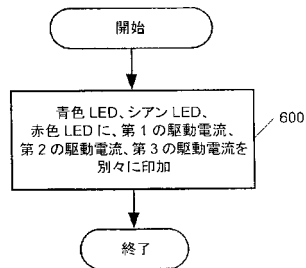 開始
青色 LED、シアン LED、
赤色 LED に、第１の駆動電流、
第２の駆動電流、第３の駆動電流を
別々に印加
600
終了